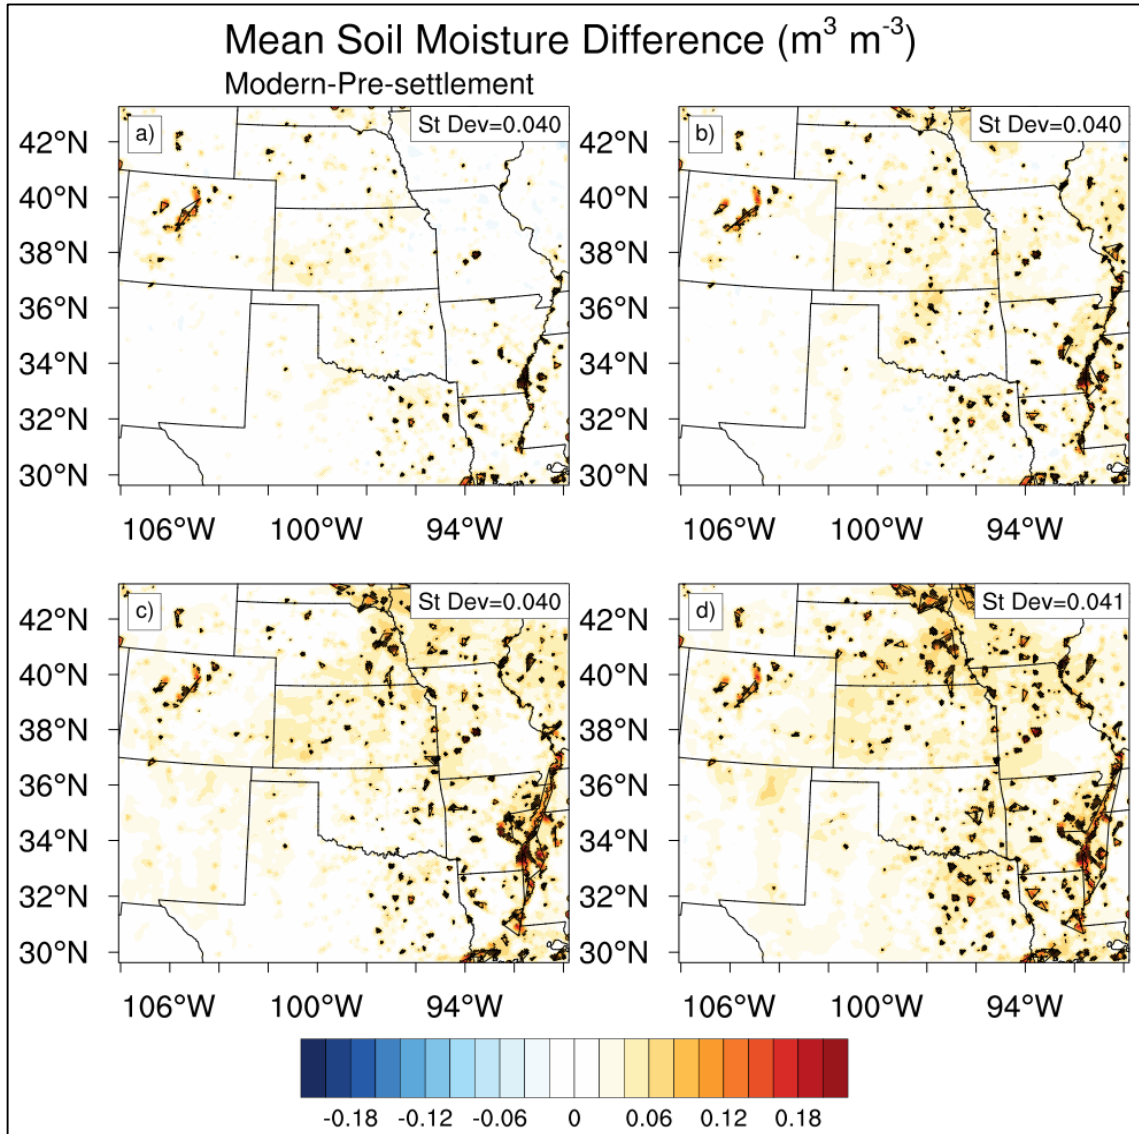 Mean Soil Moisture Difference (m³ m⁻³)
Modern-Pre-settlement
a) St Dev=0.040
b) St Dev=0.040
42°N
40°N
38°N
36°N
34°N
32°N
30°N
106°W 100°W 94°W
42°N
40°N
38°N
36°N
34°N
32°N
30°N
106°W 100°W 94°W
c) St Dev=0.040
d) St Dev=0.041
42°N
40°N
38°N
36°N
34°N
32°N
30°N
106°W 100°W 94°W
42°N
40°N
38°N
36°N
34°N
32°N
30°N
106°W 100°W 94°W
-0.18 -0.12 -0.06 0 0.06 0.12 0.18